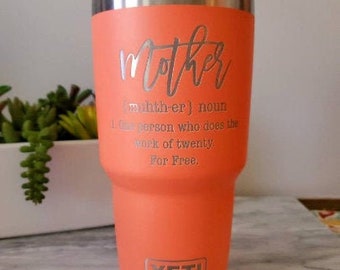 Mother
{muhth-er} noun
1. One person who does the
work of twenty.
For Free.
YETI